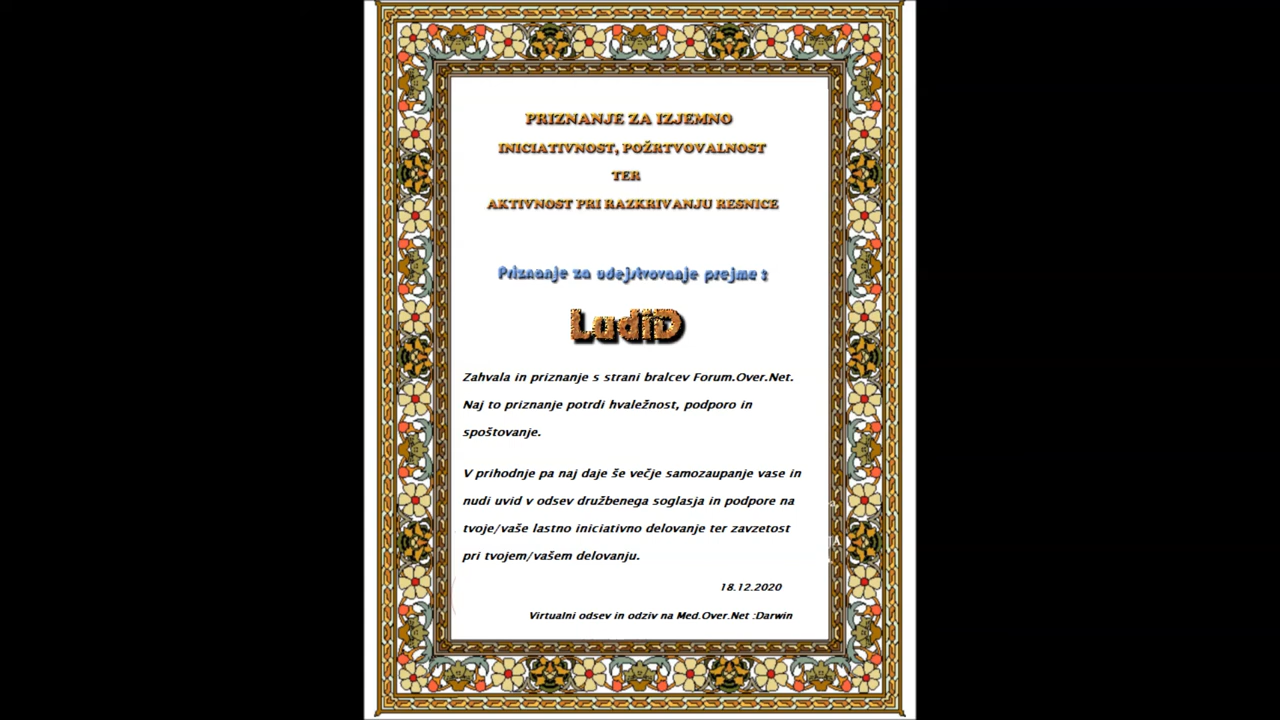 PRIZNANJE ZA IZJEMNO
INICIATIVNOST, POŽRTVOVALNOST
TER
AKTIVNOST PRI RAZKRIVANJU RESNICE
Priznanje za udejstvovanje prejme :
LudiD
Zahvala in priznanje s strani bralcev Forum.Over.Net.
Naj to priznanje potrdi hvaležnost, podporo in
spoštovanje.
V prihodnje pa naj daje še večje samozaupanje vase in
nudi uvid v odsev družbenega soglasja in podpore na
tvoje/vaše lastno iniciativno delovanje ter zavzetost
pri tvojem/vašem delovanju.
18.12.2020
Virtualni odsev in odziv na Med.Over.Net :Darwin